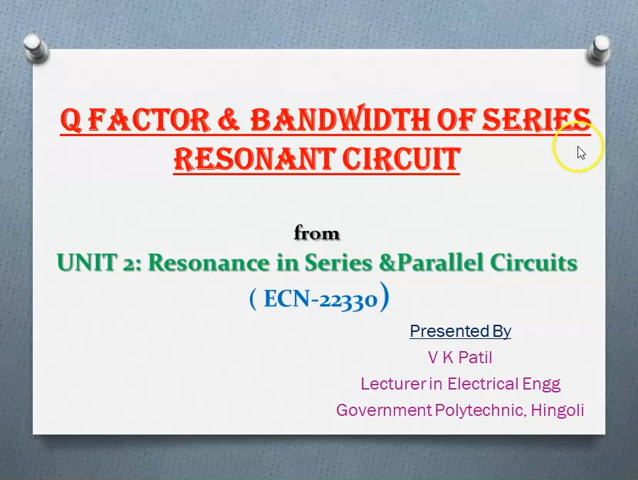 Q FACTOR & BANDWIDTH OF SERIES
RESONANT CIRCUIT
from
UNIT 2: Resonance in Series &Parallel Circuits
( ECN-22330)
Presented By
V K Patil
Lecturer in Electrical Engg
Government Polytechnic, Hingoli